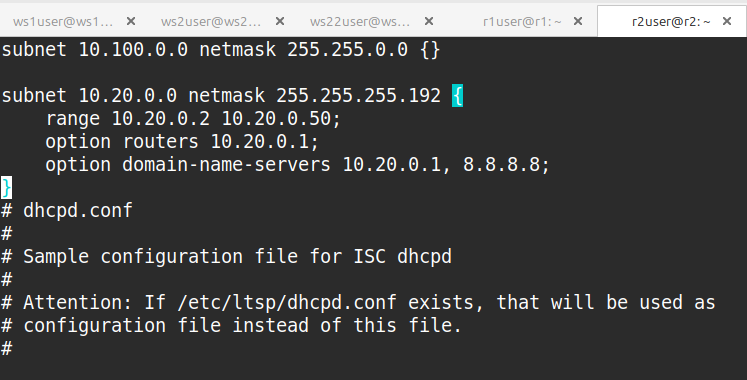 ws1user@ws1... × ws2user@ws2... × ws22user@ws... × r1user@r1: ~ × r2user@r2: ~ ×
subnet 10.100.0.0 netmask 255.255.0.0 {}
subnet 10.20.0.0 netmask 255.255.255.192 {
    range 10.20.0.2 10.20.0.50;
    option routers 10.20.0.1;
    option domain-name-servers 10.20.0.1, 8.8.8.8;
}
# dhcpd.conf
#
# Sample configuration file for ISC dhcpd
#
# Attention: If /etc/ltsp/dhcpd.conf exists, that will be used as
# configuration file instead of this file.
#